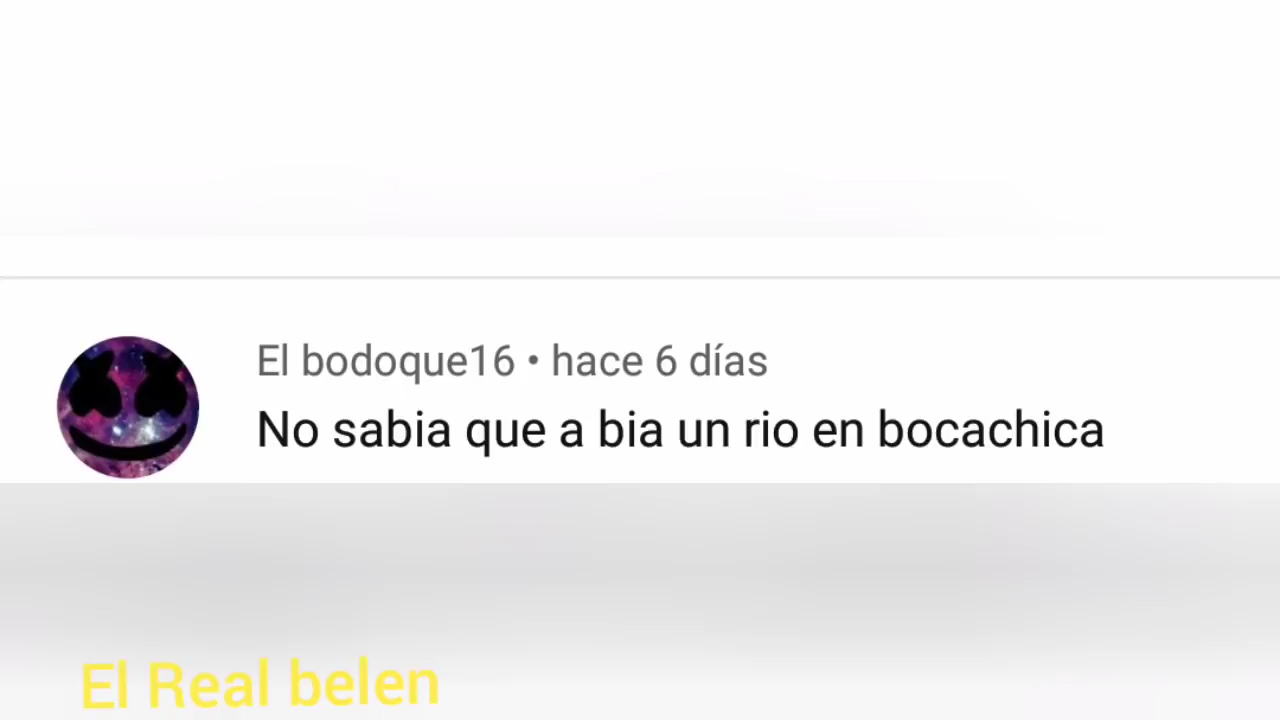 El bodoque16 • hace 6 días
No sabia que a bia un rio en bocachica
El Real belen